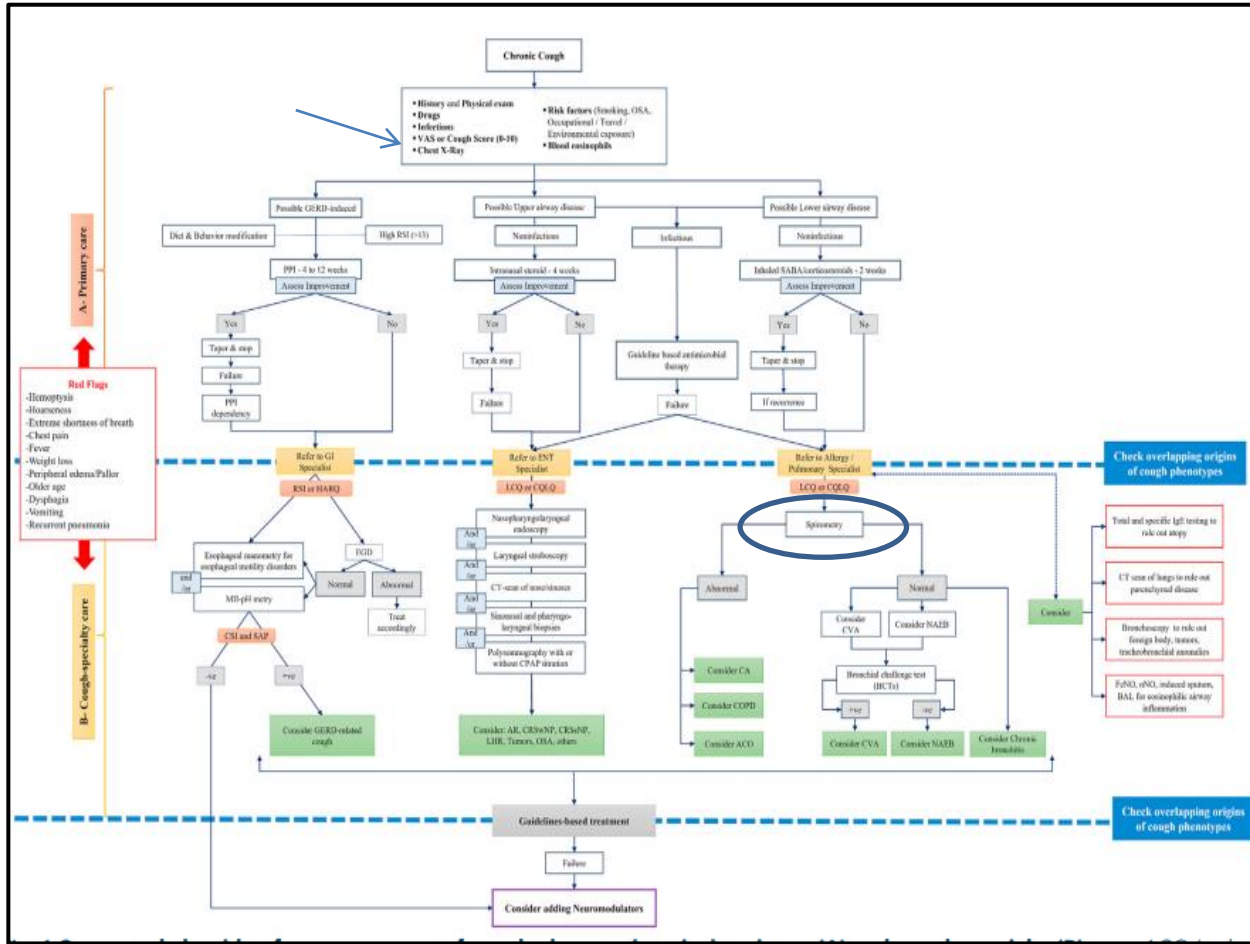 Chronic Cough
• History and Physical exam
• Drugs
• Infections
• VAS or Cough Score (0-10)
• Chest X-Ray
• Risk factors (Smoking, OSA,
Occupational / Travel /
Environmental exposure)
• Blood eosinophils
Possible GERD-induced
Possible Upper airway disease
Possible Lower airway disease
Diet & Behavior modification
High RSI (>13)
Noninfectious
Infectious
Noninfectious
PPI - 4 to 12 weeks
Assess Improvement
Intranasal steroid - 4 weeks
Assess Improvement
Inhaled SABA/corticosteroids - 2 weeks
Assess Improvement
Yes
No
Yes
No
Yes
No
Taper & stop
Failure
PPI
dependency
Taper & stop
Failure
Guideline based antimicrobial
therapy
Failure
Taper & stop
If recurrence
A- Primary care
Red Flags
-Hemoptysis
-Hoarseness
-Extreme shortness of breath
-Chest pain
-Fever
-Weight loss
-Peripheral edema/Pallor
-Older age
-Dysphagia
-Vomiting
-Recurrent pneumonia
B- Cough-specialty care
Refer to GI
Specialist
RSI or HARQ
Refer to ENT
Specialist
LCQ or CQLQ
Refer to Allergy /
Pulmonary Specialist
LCQ or CQLQ
Check overlapping origins
of cough phenotypes
Esophageal manometry for
esophageal motility disorders
and
/or
MII-pH metry
EGD
Normal
Abnormal
Treat
accordingly
CSI and SAP
-ve
+ve
Consider GERD-related
cough
Nasopharyngolaryngal
endoscopy
And
/or
Laryngal stroboscopy
And
/or
CT-scan of nose/sinuses
And
/or
Sinonasal and pharyngo-
laryngeal biopsies
And
/or
Polysomnography with or
without CPAP titration
Consider: AR, CRSwNP, CRSsNP,
LHR, Tumors, OSA, others
Spirometry
Abnormal
Normal
Consider CA
Consider COPD
Consider ACO
Consider
CVA
Consider NAEB
Bronchial challenge test
(BCTs)
+ve
-ve
Consider CVA
Consider NAEB
Consider Chronic
bronchitis
Consider
Total and specific IgE testing to
rule out atopy
CT scan of lungs to rule out
parenchymal disease
Bronchoscopy to rule out
foreign body, tumors,
tracheobronchial anomalies
FeNO, nNO, induced sputum,
BAL for eosinophilic airway
inflammation
Guidelines-based treatment
Check overlapping origins
of cough phenotypes
Failure
Consider adding Neuromodulators